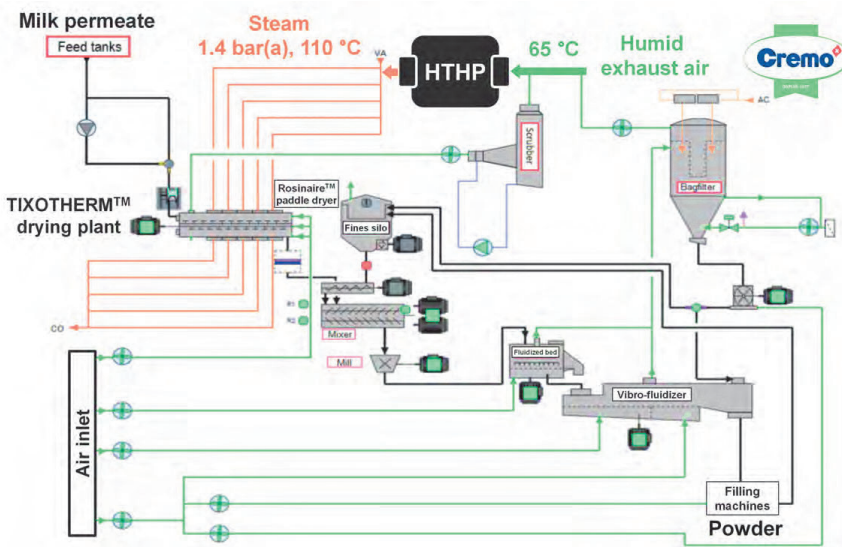 Milk permeate
Feed tanks
Steam
1.4 bar(a), 110 °C
VA
HTHP
65 °C
Humid
exhaust air
Cremo
AC
Scrubber
Bagfilter
TIXOTHERM™
drying plant
Rosinaire™
paddle dryer
Fines silo
R1
R2
CO
Mixer
Mill
Fluidized bed
Vibro-fluidizer
Air inlet
Filling
machines
Powder